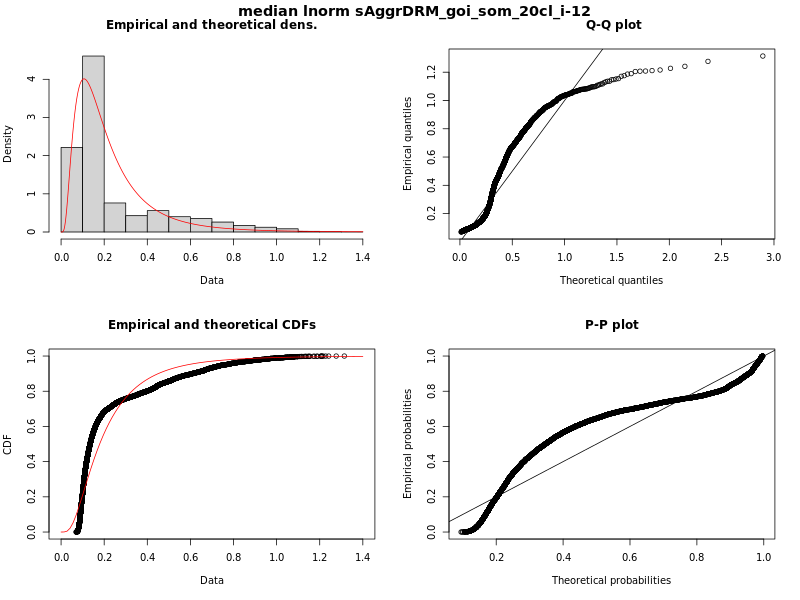 median lnorm sAggrDRM_goi_som_20cl_i-12
Empirical and theoretical dens.
Density
0 1 2 3 4
0.0 0.2 0.4 0.6 0.8 1.0 1.2 1.4
Data
Q-Q plot
Empirical quantiles
0.2 0.4 0.6 0.8 1.0 1.2
0.0 0.5 1.0 1.5 2.0 2.5 3.0
Theoretical quantiles
Empirical and theoretical CDFs
CDF
0.0 0.2 0.4 0.6 0.8 1.0
0.0 0.2 0.4 0.6 0.8 1.0 1.2 1.4
Data
P-P plot
Empirical probabilities
0.0 0.2 0.4 0.6 0.8 1.0
0.2 0.4 0.6 0.8 1.0
Theoretical probabilities